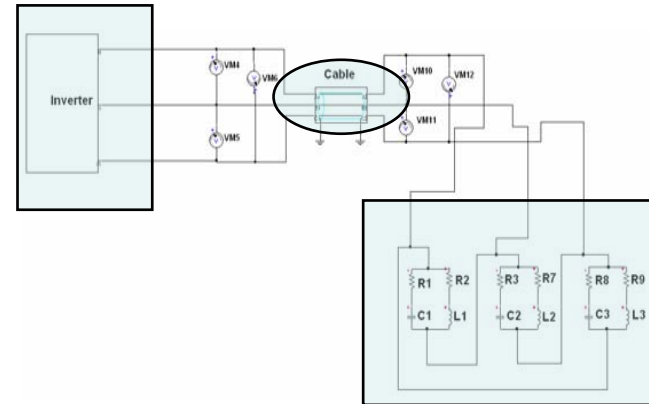 VM4
VM6
Cable
VM10
VM12
Inverter
VM11
VM5
R1
R2
R3
R7
R8
R9
C1
L1
C2
L2
C3
L3